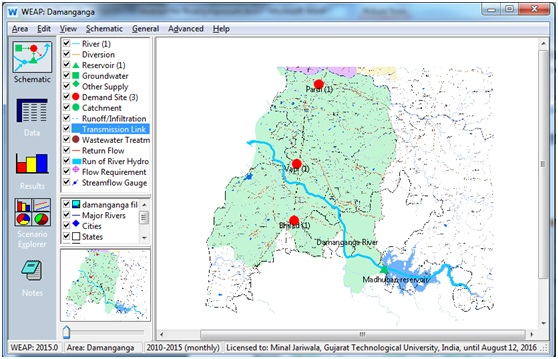 WEAP: Damanganga
Area Edit View Schematic General Advanced Help
Schematic
Data
Results
Scenario
Explorer
Notes
River (1)
Diversion
Reservoir (1)
Groundwater
Other Supply
Demand Site (3)
Catchment
Runoff/Infiltration
Transmission Link
Wastewater Treatm
Return Flow
Run of River Hydro
Flow Requirement
Streamflow Gauge
damanganga fil
Major Rivers
Cities
States
Pardi (1)
Vapi (1)
(1)
Damanganga River
Madhuban reservoir
WEAP: 2015.0 Area: Damanganga 2010-2015 (monthly) Licensed to: Minal Jariwala, Gujarat Technological University, India, until August 12, 2016